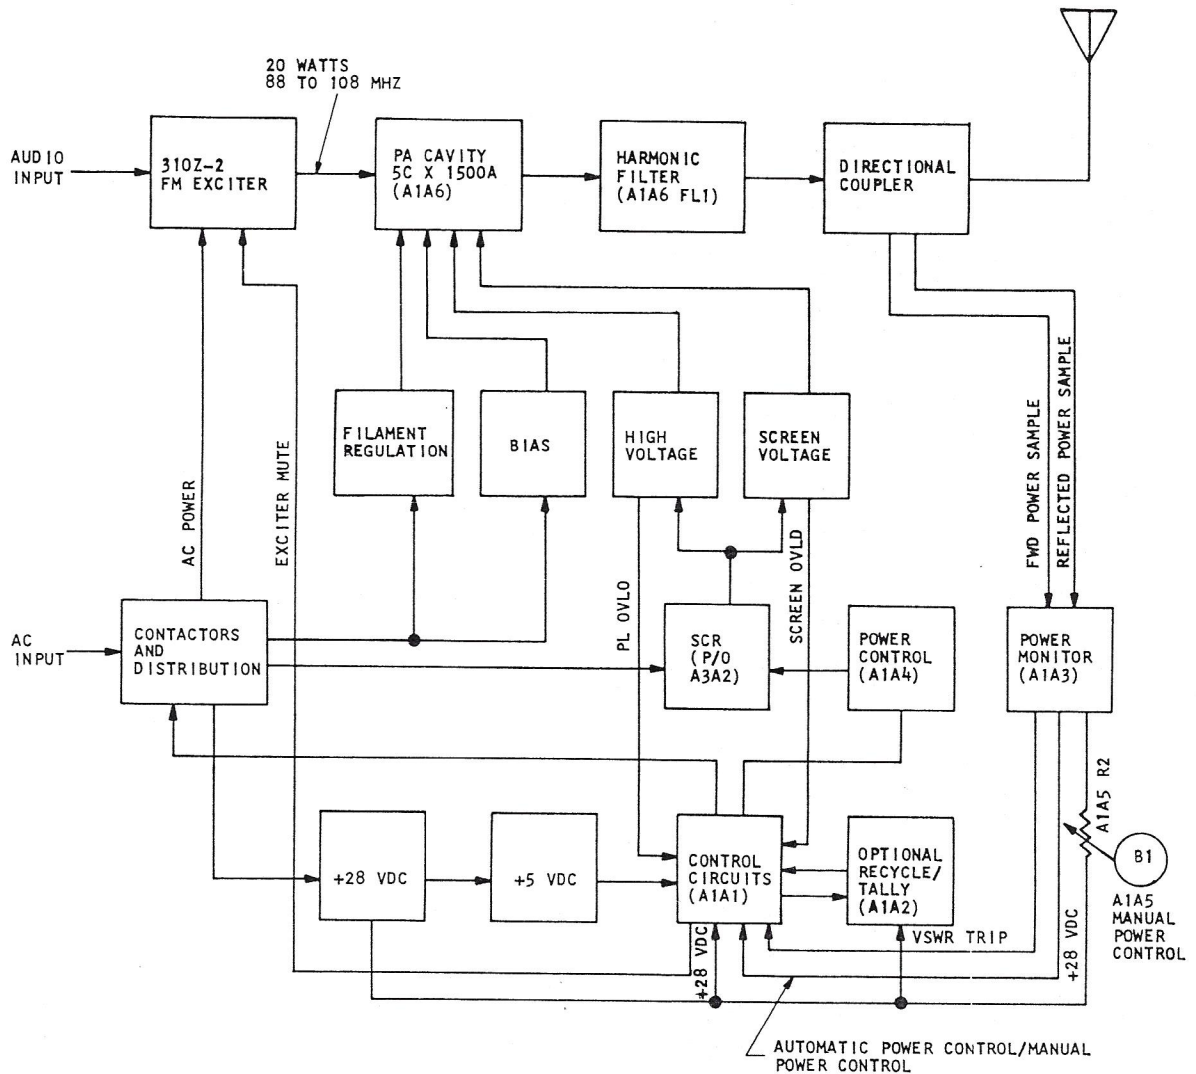 20 WATTS
88 TO 108 MHZ
AUDIO
INPUT
310Z-2
FM EXCITER
PA CAVITY
5C X 1500A
(A1A6)
HARMONIC
FILTER
(A1A6 FL1)
DIRECTIONAL
COUPLER
FILAMENT
REGULATION
BIAS
HIGH
VOLTAGE
SCREEN
VOLTAGE
AC POWER
EXCITER MUTE
PL OVLO
SCREEN OVLD
FWD POWER SAMPLE
REFLECTED POWER SAMPLE
AC
INPUT
CONTACTORS
AND
DISTRIBUTION
SCR
(P/O
A3A2)
POWER
CONTROL
(A1A4)
POWER
MONITOR
(A1A3)
+28 VDC
+5 VDC
CONTROL
CIRCUITS
(A1A1)
OPTIONAL
RECYCLE/
TALLY
(A1A2)
A1A5 R2
B1
A1A5
MANUAL
POWER
CONTROL
VSWR TRIP
+28 VDC
+28 VDC
AUTOMATIC POWER CONTROL/MANUAL
POWER CONTROL